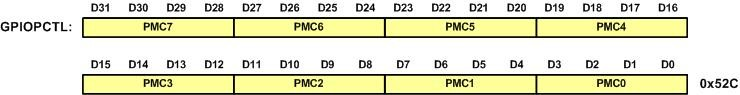 D31 D30 D29 D28 D27 D26 D25 D24 D23 D22 D21 D20 D19 D18 D17 D16
GPIOPCTL: PMC7 PMC6 PMC5 PMC4
D15 D14 D13 D12 D11 D10 D9 D8 D7 D6 D5 D4 D3 D2 D1 D0
PMC3 PMC2 PMC1 PMC0 0x52C